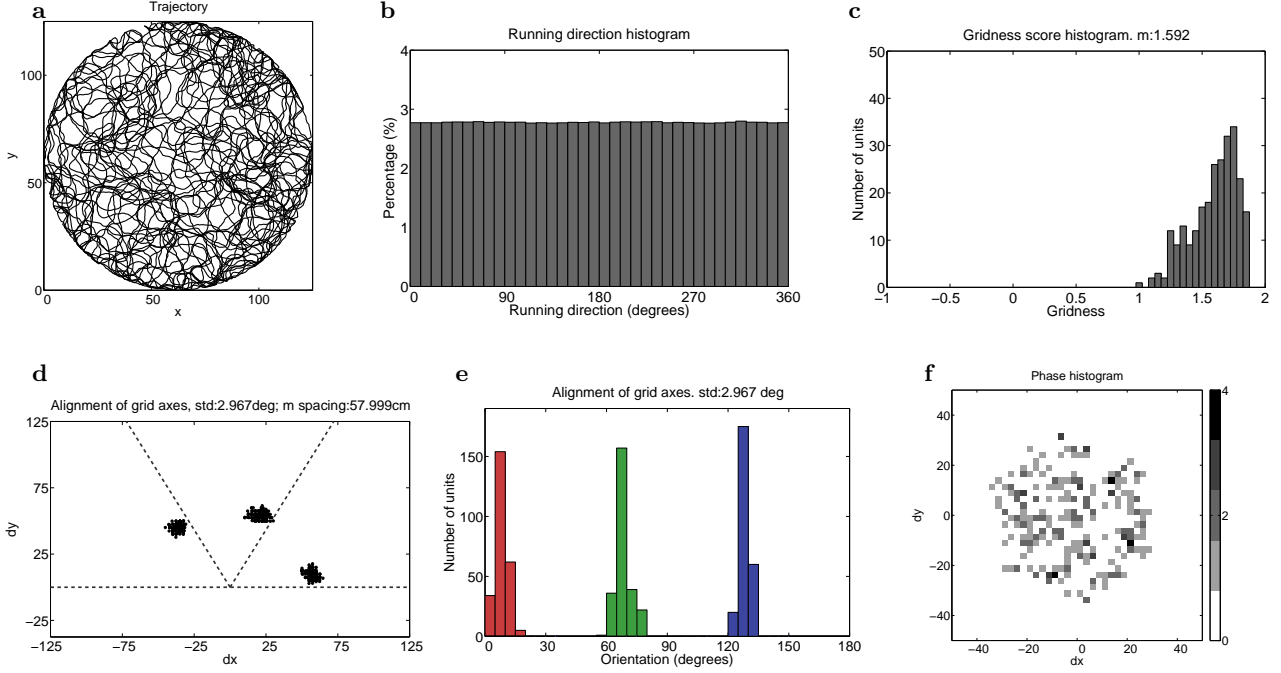 a
Trajectory
100
50
0
0
50
100
x
y
b
Running direction histogram
4
3
2
1
0
0
90
180
270
360
Percentage (%)
Running direction (degrees)
c
Gridness score histogram. m:1.592
50
40
30
20
10
0
−1
−0.5
0
0.5
1
1.5
2
Number of units
Gridness
d
Alignment of grid axes, std:2.967deg; m spacing:57.999cm
125
75
25
−25
−125
−75
−25
25
75
125
dy
dx
e
Alignment of grid axes. std:2.967 deg
150
100
50
0
0
30
60
90
120
150
180
Number of units
Orientation (degrees)
f
Phase histogram
40
20
0
−20
−40
−40
−20
0
20
40
dy
dx
4
2
0